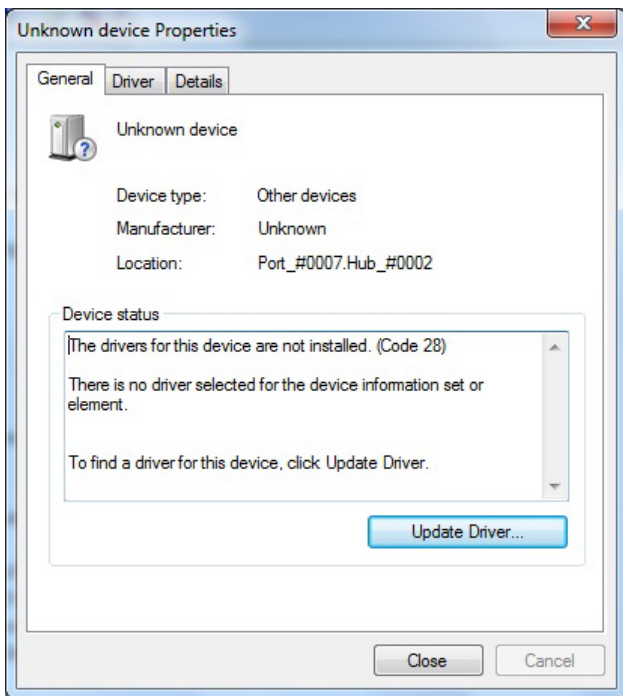 Unknown device Properties
General Driver Details
Unknown device
Device type: Other devices
Manufacturer: Unknown
Location: Port_#0007.Hub_#0002
Device status
The drivers for this device are not installed. (Code 28)
There is no driver selected for the device information set or
element.
To find a driver for this device, click Update Driver.
Update Driver...
Close Cancel